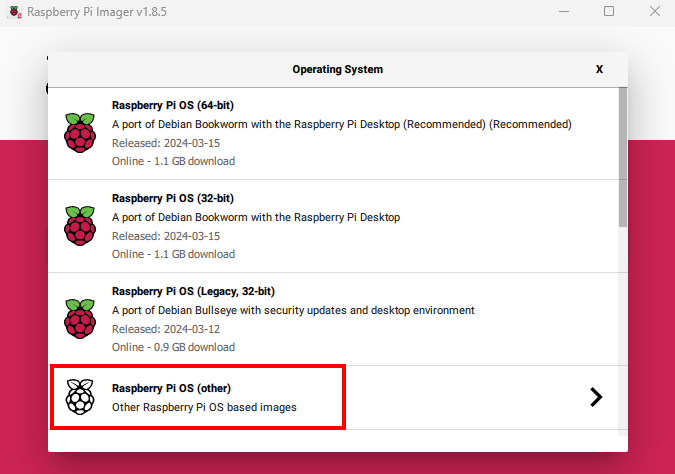 Raspberry Pi Imager v1.8.5
Operating System
X
Raspberry Pi OS (64-bit)
A port of Debian Bookworm with the Raspberry Pi Desktop (Recommended) (Recommended)
Released: 2024-03-15
Online - 1.1 GB download
Raspberry Pi OS (32-bit)
A port of Debian Bookworm with the Raspberry Pi Desktop
Released: 2024-03-15
Online - 1.1 GB download
Raspberry Pi OS (Legacy, 32-bit)
A port of Debian Bullseye with security updates and desktop environment
Released: 2024-03-12
Online - 0.9 GB download
Raspberry Pi OS (other)
Other Raspberry Pi OS based images